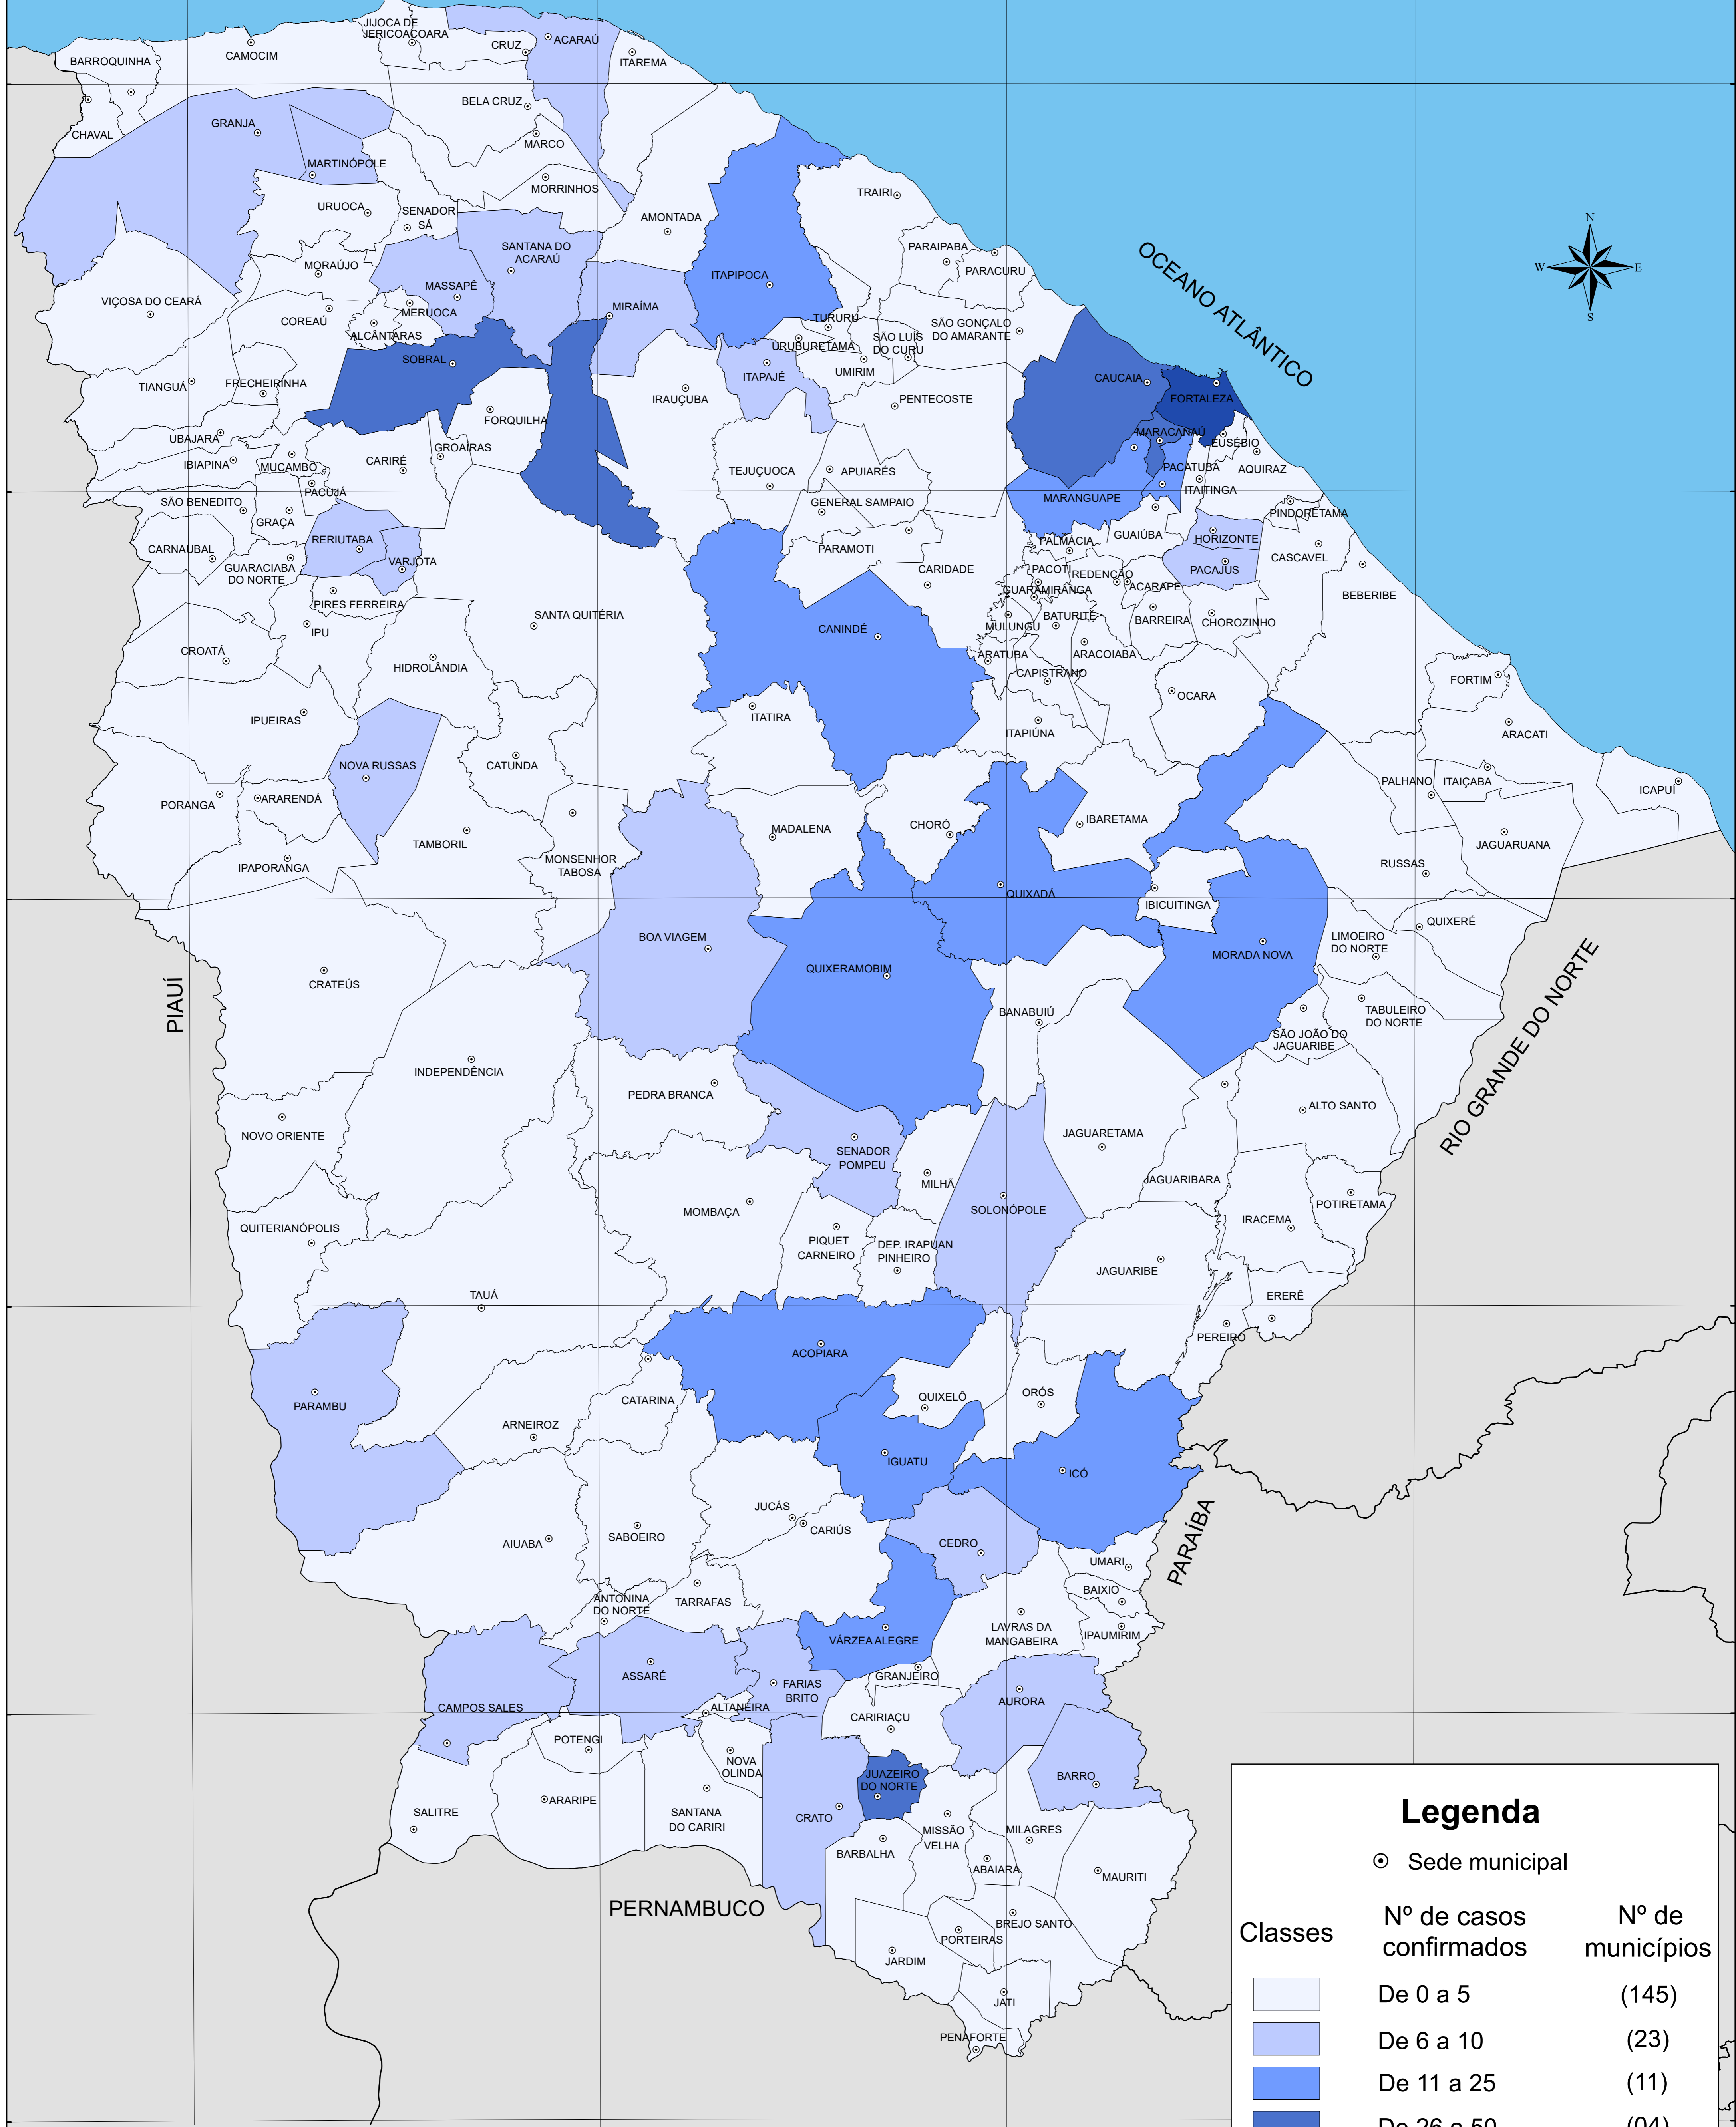 JIJOCA DE
JERICOACOARA
CRUZ
ACARAÚ
ITAREMA
BARROQUINHA
CAMOCIM
BELA CRUZ
CHAVAL
GRANJA
MARCO
MARTINÓPOLE
MORRINHOS
TRAIRI
URUOCA
SENADOR
SÁ
AMONTADA
N
W
E
S
OCEANO ATLÂNTICO
SANTANA DO
ACARAÚ
PARAIPABA
PARACURU
MORAÚJO
ITAPIPOCA
MASSAPÊ
VIÇOSA DO CEARÁ
MERUOCA
MIRAÍMA
COREAÚ
TURURU
ALCÂNTARAS
SÃO GONÇALO
DO AMARANTE
SÃO LUÍS
DO CURU
URUBURETAMA
SOBRAL
UMIRIM
ITAPAJÉ
CAUCAIA
TIANGUÁ
FRECHEIRINHA
IRAUÇUBA
PENTECOSTE
FORTALEZA
FORQUILHA
UBAJARA
MARACANAÚ
EUSÉBIO
GROAÍRAS
IBIAPINA
MUCAMBO
CARIRÉ
TEJUÇUOCA
APUIARÉS
PACATUBA
AQUIRAZ
PACUJÁ
ITAITINGA
SÃO BENEDITO
GENERAL SAMPAIO
MARANGUAPE
PINDORETAMA
GRAÇA
GUAIÚBA
HORIZONTE
RERIUTABA
CARNAUBAL
PARAMOTI
PALMÁCIA
CASCAVEL
VARJOTA
GUARACIABA
DO NORTE
CARIDADE
PACOTI
REDENÇÃO
PACAJUS
GUARAMIRANGA
ACARAPE
BEBERIBE
PIRES FERREIRA
SANTA QUITÉRIA
CANINDÉ
MULUNGU
BATURITÉ
BARREIRA
CHOROZINHO
IPU
CROATÁ
HIDROLÂNDIA
ARATUBA
ARACOIABA
CAPISTRANO
FORTIM
OCARA
IPUEIRAS
ITATIRA
ITAPIÚNA
ARACATI
NOVA RUSSAS
CATUNDA
PALHANO
ITAIÇABA
ICAPUÍ
PORANGA
ARARENDÁ
MADALENA
CHORÓ
IBARETAMA
TAMBORIL
JAGUARUANA
IPAPORANGA
MONSENHOR
TABOSA
RUSSAS
QUIXADÁ
IBICUITINGA
QUIXERÉ
BOA VIAGEM
LIMOEIRO
DO NORTE
MORADA NOVA
QUIXERAMOBIM
CRATEÚS
PIAUÍ
BANABUIÚ
TABULEIRO
DO NORTE
SÃO JOÃO DO
JAGUARIBE
RIO GRANDE DO NORTE
INDEPENDÊNCIA
PEDRA BRANCA
ALTO SANTO
NOVO ORIENTE
JAGUARETAMA
SENADOR
POMPEU
MILHÃ
JAGUARIBARA
POTIRETAMA
MOMBAÇA
SOLONÓPOLE
IRACEMA
QUITERIANÓPOLIS
PIQUET
CARNEIRO
DEP. IRAPUAN
PINHEIRO
JAGUARIBE
TAUÁ
ERERÊ
PEREIRO
ACOPIARA
PARAMBU
CATARINA
QUIXELÔ
ORÓS
ARNEIROZ
IGUATU
ICÓ
JUCÁS
CARIÚS
SABOEIRO
AIUABA
CEDRO
PARAÍBA
UMARI
BAIXIO
ANTONINA
DO NORTE
TARRAFAS
LAVRAS DA
MANGABEIRA
IPAUMIRIM
VÁRZEA ALEGRE
ASSARÉ
GRANJEIRO
FARIAS
BRITO
CAMPOS SALES
ALTANEIRA
AURORA
CARIRIAÇU
POTENGI
NOVA
OLINDA
JUAZEIRO
DO NORTE
BARRO
ARARIPE
SALITRE
SANTANA
DO CARIRI
CRATO
MISSÃO
VELHA
MILAGRES
BARBALHA
ABAIARA
MAURITI
PERNAMBUCO
BREJO SANTO
PORTEIRAS
JARDIM
JATI
PENAFORTE
Legenda
Sede municipal
Classes
Nº de casos
confirmados
Nº de
municípios
De 0 a 5
(145)
De 6 a 10
(23)
De 11 a 25
(11)
De 26 a 50
(04)